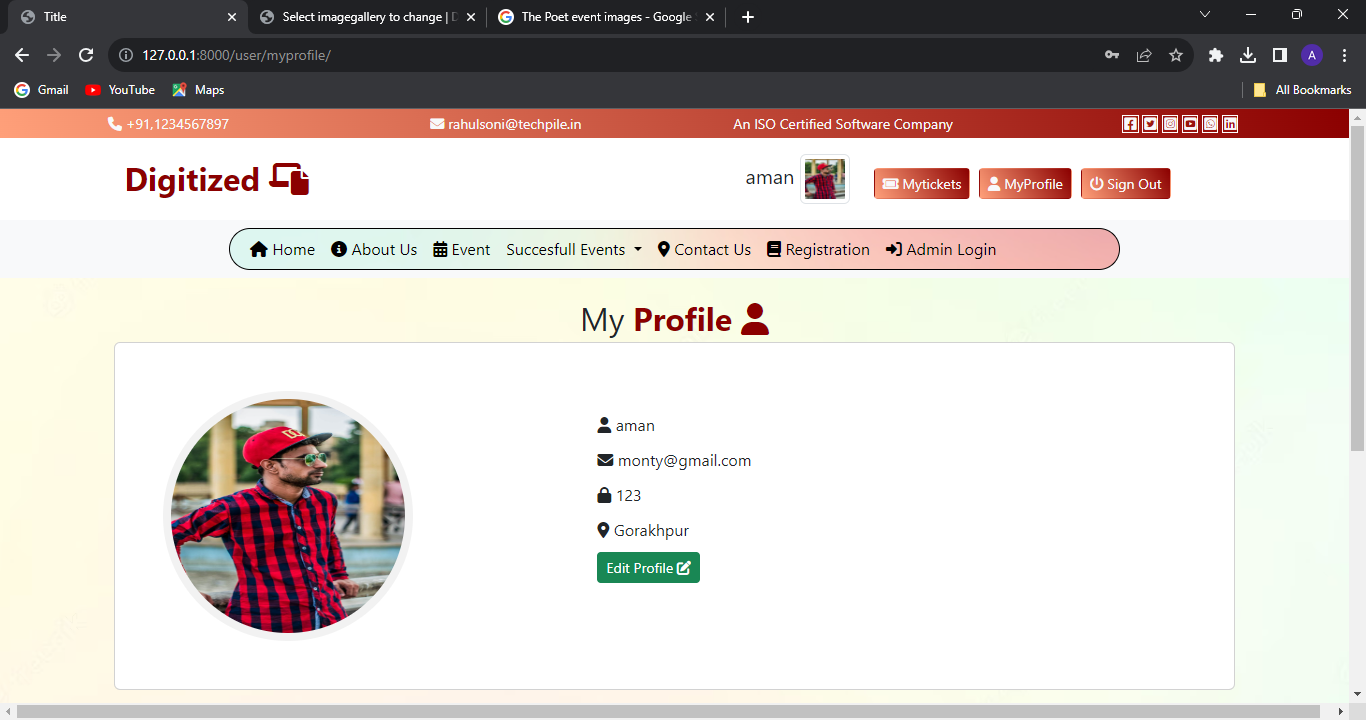 Title
Select imagegallery to change | D
The Poet event images - Google S
127.0.0.1:8000/user/myprofile/
A
Gmail
YouTube
Maps
All Bookmarks
+91,1234567897
rahulsoni@techpile.in
An ISO Certified Software Company
Digitized
aman
Mytickets
MyProfile
Sign Out
Home
About Us
Event
Succesfull Events
Contact Us
Registration
Admin Login
My Profile
aman
monty@gmail.com
123
Gorakhpur
Edit Profile